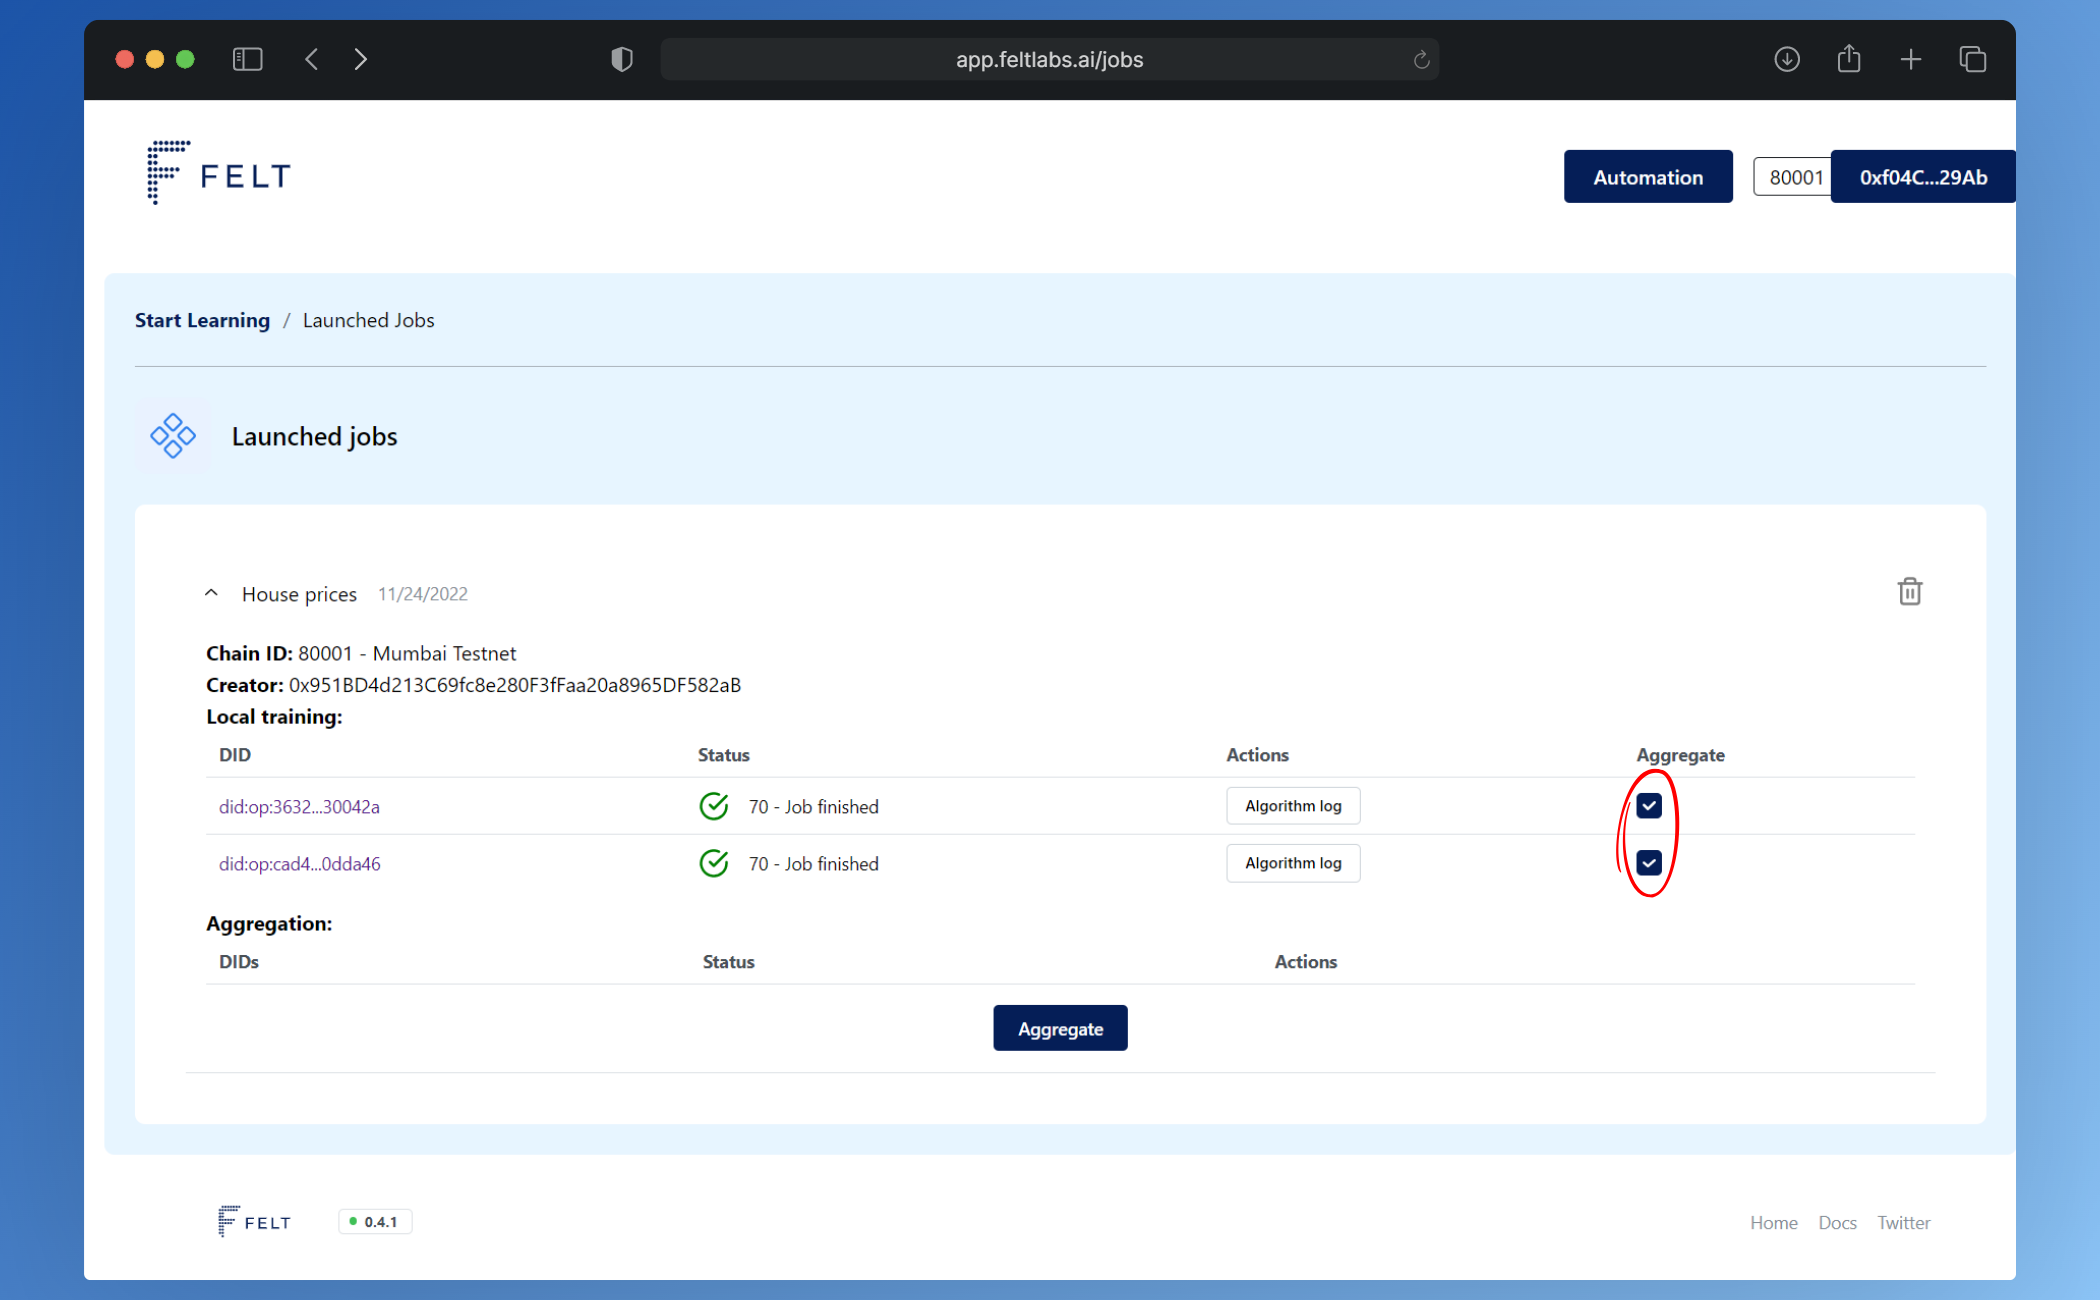 app.feltlabs.ai/jobs
FELT
Automation
80001
0xf04C...29Ab
Start Learning / Launched Jobs
Launched jobs
House prices 11/24/2022
Chain ID: 80001 - Mumbai Testnet
Creator: 0x951BD4d213C69fc8e280F3fFaa20a8965DF582aB
Local training:
DID Status Actions Aggregate
did:op:3632...30042a 70 - Job finished Algorithm log
did:op:cad4...0dda46 70 - Job finished Algorithm log
Aggregation:
DIDs Status Actions
Aggregate
FELT 0.4.1 Home Docs Twitter